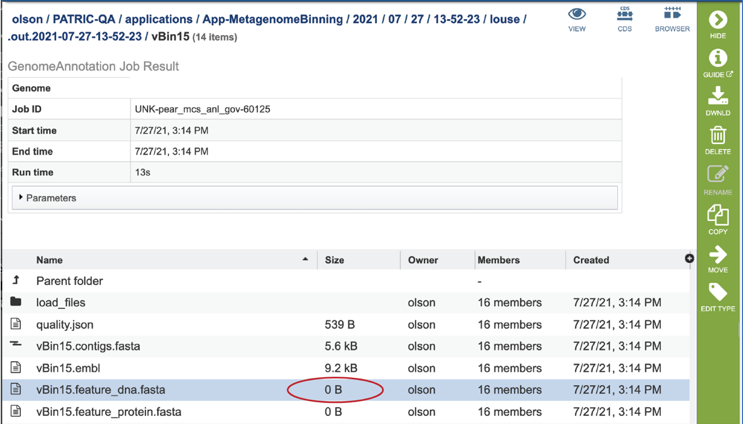 olson / PATRIC-QA / applications / App-MetagenomeBinning / 2021 / 07 / 27 / 13-52-23 / louse /
.out.2021-07-27-13-52-23 / vBin15 (14 items)
VIEW
CDS
CDS
BROWSER
HIDE
GUIDE
DWNLD
DELETE
RENAME
COPY
MOVE
EDIT TYPE
GenomeAnnotation Job Result
Genome
Job ID UNK-pear_mcs_anl_gov-60125
Start time 7/27/21, 3:14 PM
End time 7/27/21, 3:14 PM
Run time 13s
Parameters
Name Size Owner Members Created
Parent folder -
load_files olson 16 members 7/27/21, 3:14 PM
quality.json 539 B olson 16 members 7/27/21, 3:14 PM
vBin15.contigs.fasta 5.6 kB olson 16 members 7/27/21, 3:14 PM
vBin15.embl 9.2 kB olson 16 members 7/27/21, 3:14 PM
vBin15.feature_dna.fasta 0 B olson 16 members 7/27/21, 3:14 PM
vBin15.feature_protein.fasta 0 B olson 16 members 7/27/21, 3:14 PM